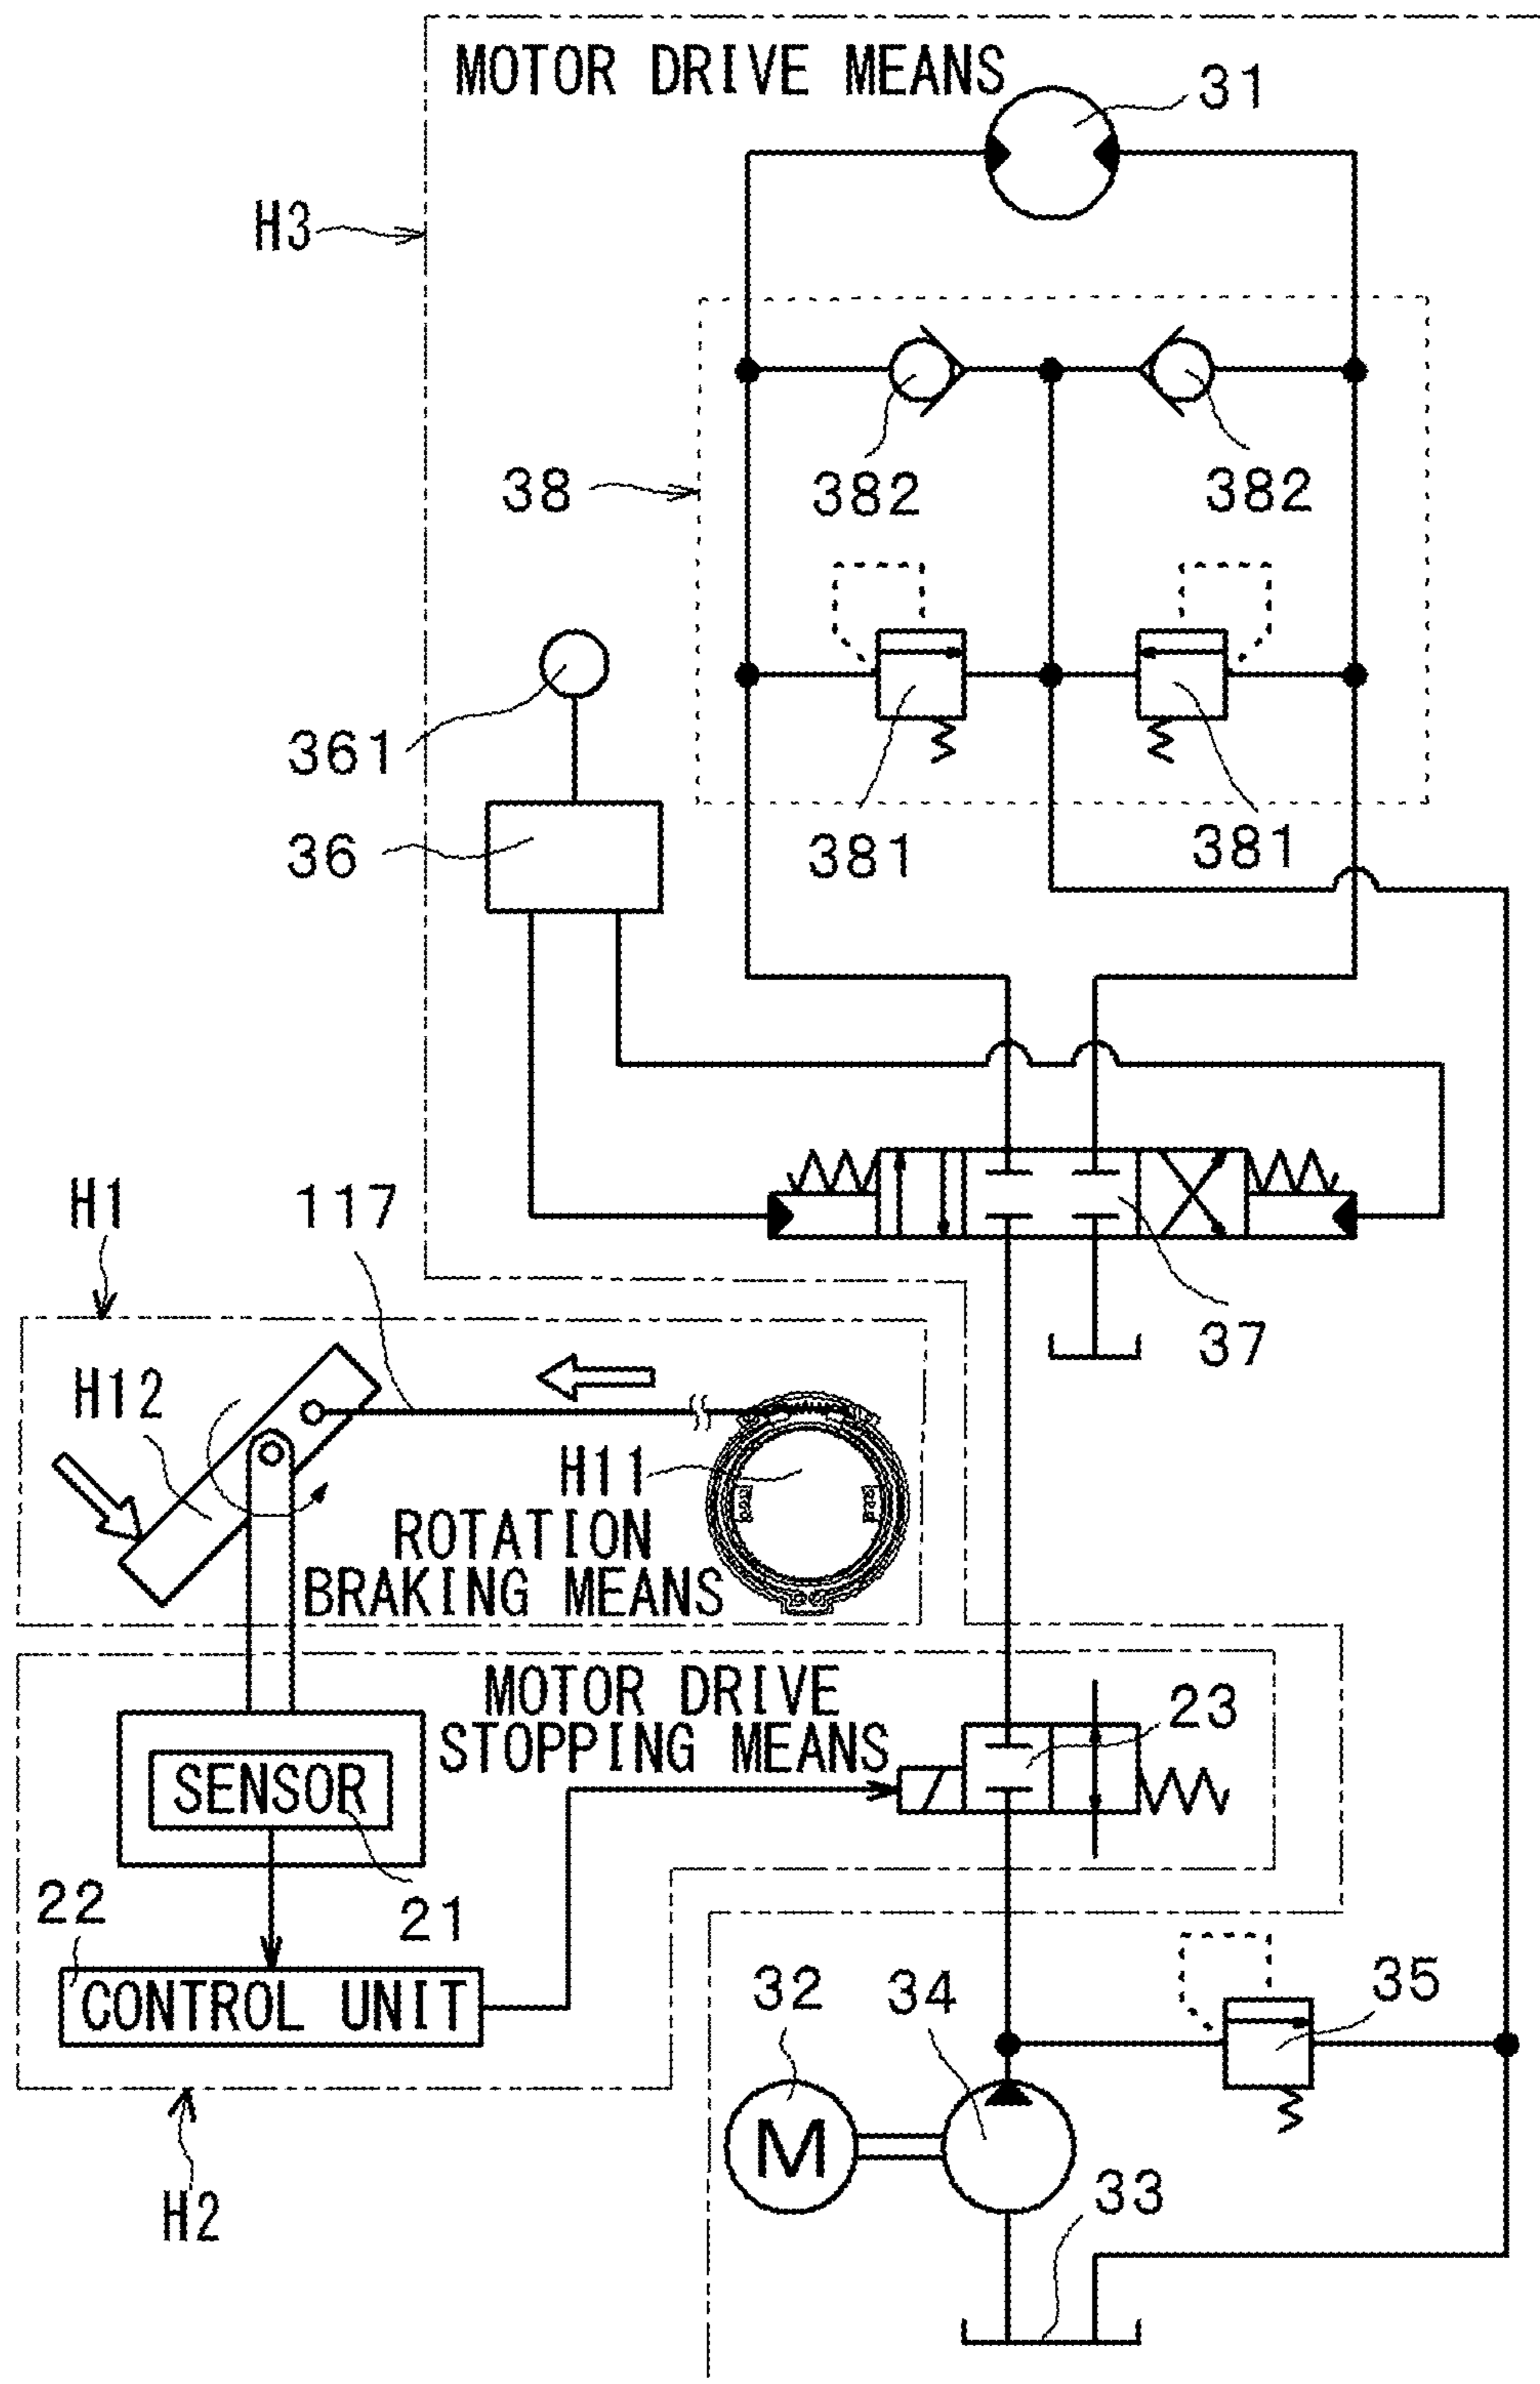 MOTOR DRIVE MEANS
31
H3
382
382
38
361
36
381
381
H1
117
37
H12
H11
ROTATION
BRAKING MEANS
MOTOR DRIVE
STOPPING MEANS
23
SENSOR
21
22
CONTROL UNIT
32
34
35
M
33
H2